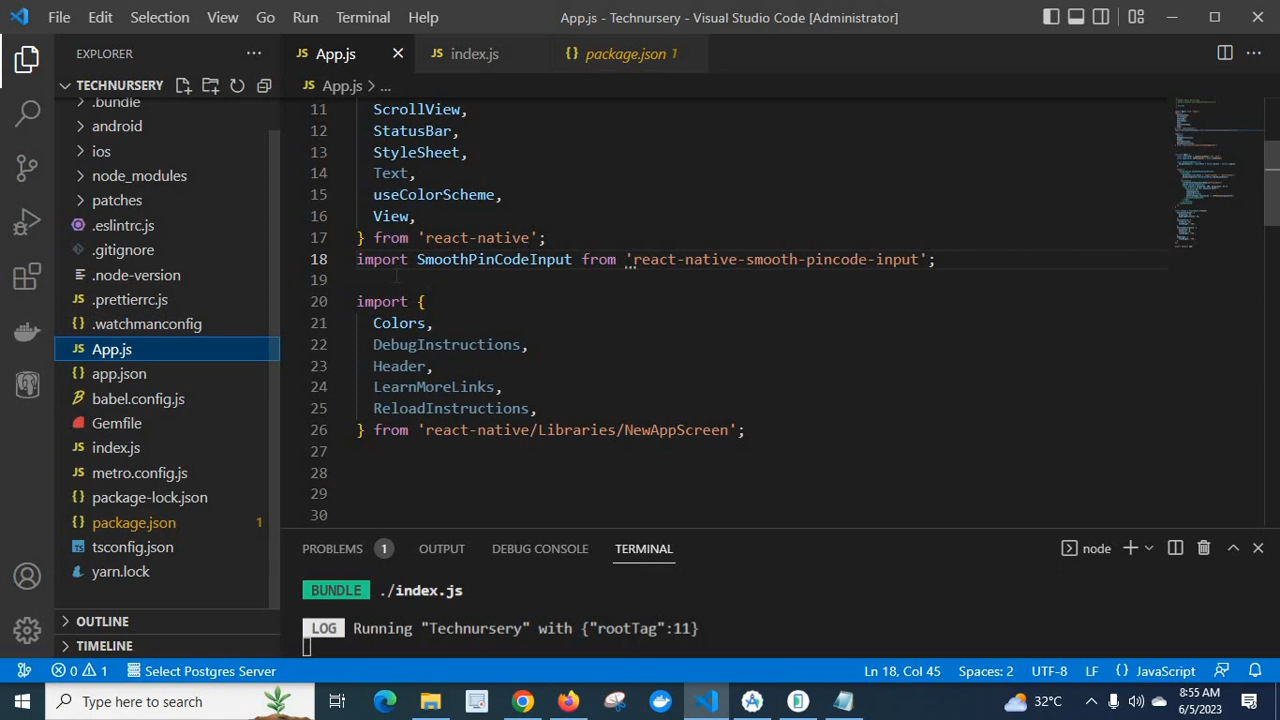 File Edit Selection View Go Run Terminal Help App.js - Technursery - Visual Studio Code [Administrator]
EXPLORER
TECHNURSERY
.bundle
android
ios
node_modules
patches
.eslintrc.js
.gitignore
.node-version
.prettierrc.js
.watchmanconfig
App.js
app.json
babel.config.js
Gemfile
index.js
metro.config.js
package-lock.json
package.json 1
tsconfig.json
yarn.lock
OUTLINE
TIMELINE
JS App.js JS index.js {} package.json 1
JS App.js > ...
11 ScrollView,
12 StatusBar,
13 StyleSheet,
14 Text,
15 useColorScheme,
16 View,
17 } from 'react-native';
18 import SmoothPinCodeInput from 'react-native-smooth-pincode-input';
19
20 import {
21 Colors,
22 DebugInstructions,
23 Header,
24 LearnMoreLinks,
25 ReloadInstructions,
26 } from 'react-native/Libraries/NewAppScreen';
27
28
29
30
PROBLEMS 1 OUTPUT DEBUG CONSOLE TERMINAL node
BUNDLE ./index.js
LOG Running "Technursery" with {"rootTag":11}
0 1 Select Postgres Server Ln 18, Col 45 Spaces: 2 UTF-8 LF {} JavaScript
Type here to search 32°C 8:55 AM
6/5/2023